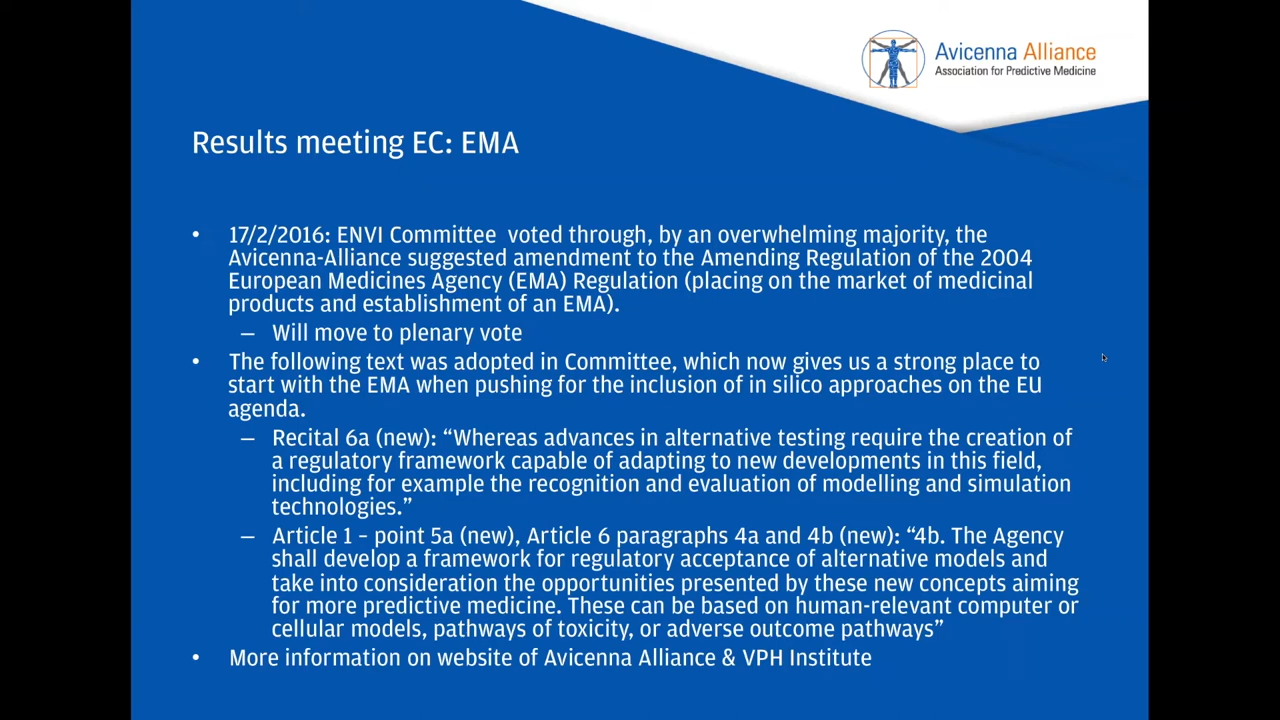 Avicenna Alliance
Association for Predictive Medicine
Results meeting EC: EMA
• 17/2/2016: ENVI Committee voted through, by an overwhelming majority, the
Avicenna-Alliance suggested amendment to the Amending Regulation of the 2004
European Medicines Agency (EMA) Regulation (placing on the market of medicinal
products and establishment of an EMA).
– Will move to plenary vote
• The following text was adopted in Committee, which now gives us a strong place to
start with the EMA when pushing for the inclusion of in silico approaches on the EU
agenda.
– Recital 6a (new): “Whereas advances in alternative testing require the creation of
a regulatory framework capable of adapting to new developments in this field,
including for example the recognition and evaluation of modelling and simulation
technologies.”
– Article 1 – point 5a (new), Article 6 paragraphs 4a and 4b (new): “4b. The Agency
shall develop a framework for regulatory acceptance of alternative models and
take into consideration the opportunities presented by these new concepts aiming
for more predictive medicine. These can be based on human-relevant computer or
cellular models, pathways of toxicity, or adverse outcome pathways”
• More information on website of Avicenna Alliance & VPH Institute